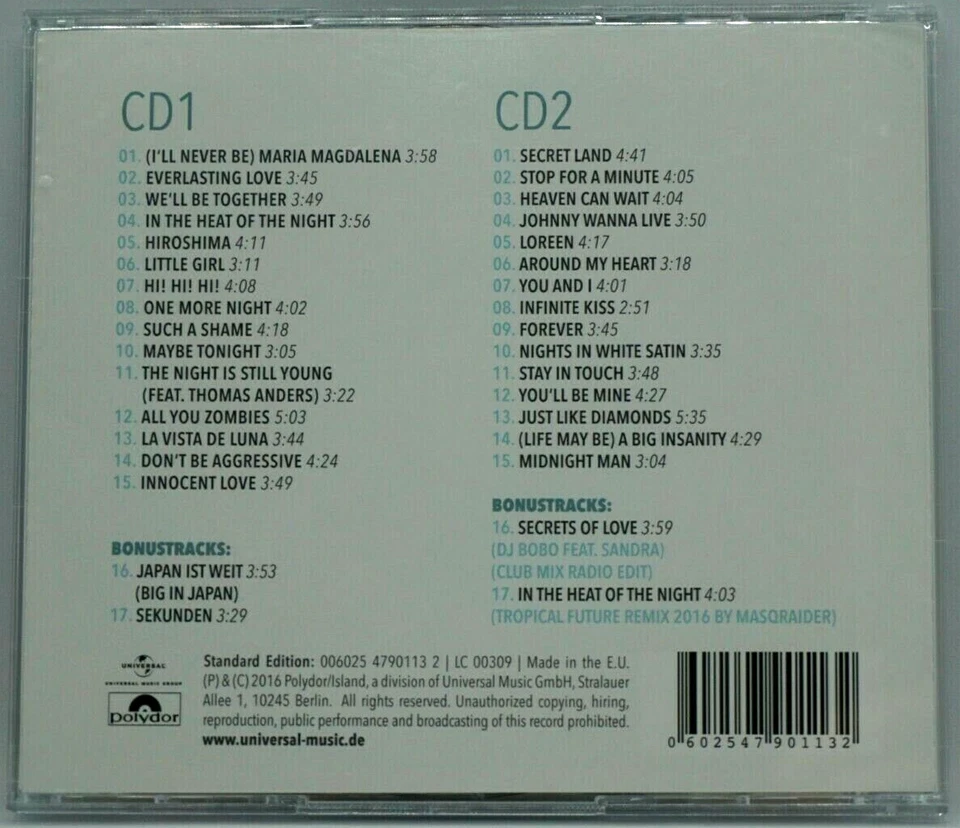 CD1
01. (I'LL NEVER BE) MARIA MAGDALENA 3:58
02. EVERLASTING LOVE 3:45
03. WE'LL BE TOGETHER 3:49
04. IN THE HEAT OF THE NIGHT 3:56
05. HIROSHIMA 4:11
06. LITTLE GIRL 3:11
07. HI! HI! HI! 4:08
08. ONE MORE NIGHT 4:02
09. SUCH A SHAME 4:18
10. MAYBE TONIGHT 3:05
11. THE NIGHT IS STILL YOUNG
(FEAT. THOMAS ANDERS) 3:22
12. ALL YOU ZOMBIES 5:03
13. LA VISTA DE LUNA 3:44
14. DON'T BE AGGRESSIVE 4:24
15. INNOCENT LOVE 3:49
BONUSTRACKS:
16. JAPAN IST WEIT 3:53
(BIG IN JAPAN)
17. SEKUNDEN 3:29
CD2
01. SECRET LAND 4:41
02. STOP FOR A MINUTE 4:05
03. HEAVEN CAN WAIT 4:04
04. JOHNNY WANNA LIVE 3:50
05. LOREEN 4:17
06. AROUND MY HEART 3:18
07. YOU AND I 4:01
08. INFINITE KISS 2:51
09. FOREVER 3:45
10. NIGHTS IN WHITE SATIN 3:35
11. STAY IN TOUCH 3:48
12. YOU'LL BE MINE 4:27
13. JUST LIKE DIAMONDS 5:35
14. (LIFE MAY BE) A BIG INSANITY 4:29
15. MIDNIGHT MAN 3:04
BONUSTRACKS:
16. SECRETS OF LOVE 3:59
(DJ BOBO FEAT. SANDRA)
(CLUB MIX RADIO EDIT)
17. IN THE HEAT OF THE NIGHT 4:03
(TROPICAL FUTURE REMIX 2016 BY MASQRAIDER)
UNIVERSAL
UNIVERSAL MUSIC GROUP
polydor
Standard Edition: 006025 4790113 2 | LC 00309 | Made in the E.U.
(P) & (C) 2016 Polydor/Island, a division of Universal Music GmbH, Stralauer
Allee 1, 10245 Berlin. All rights reserved. Unauthorized copying, hiring,
reproduction, public performance and broadcasting of this record prohibited.
www.universal-music.de
0 602547 901132